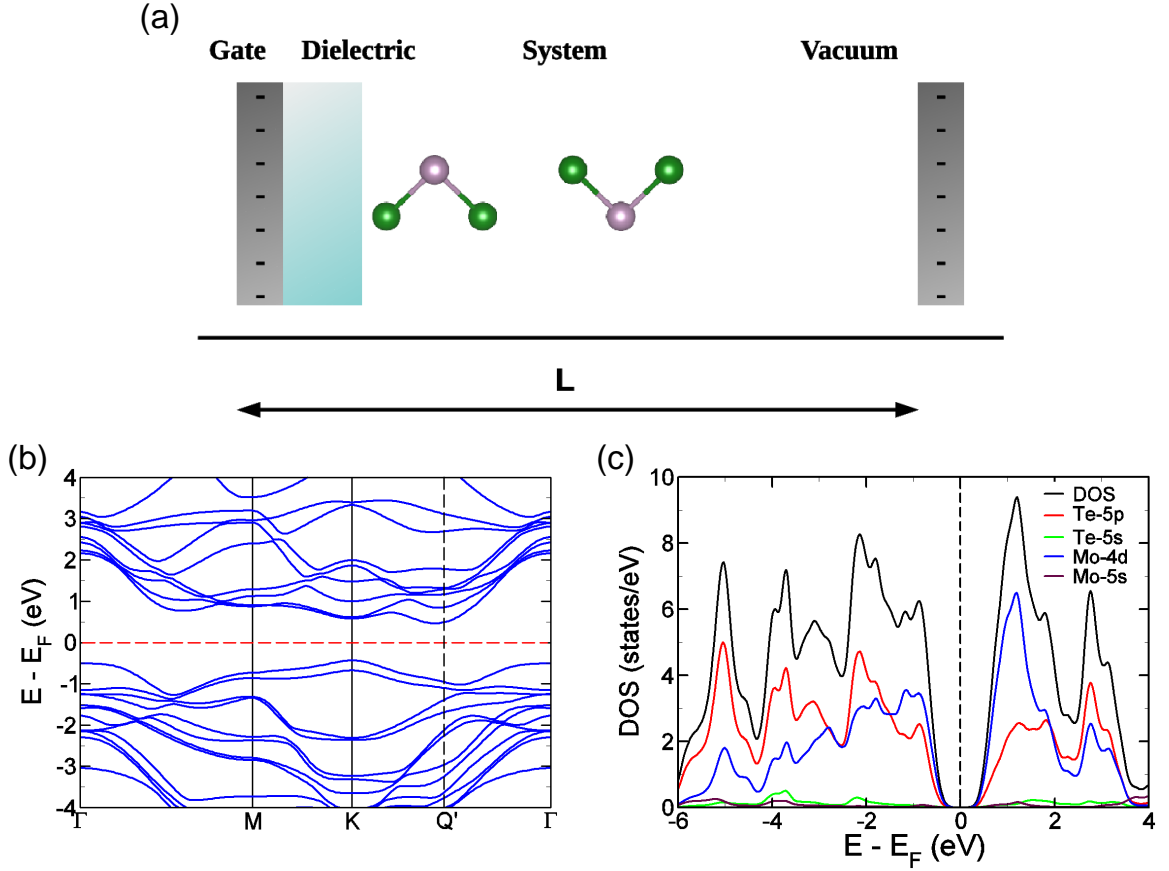 (a)
Gate Dielectric System Vacuum
- -
- -
- -
- -
- -
- -
- -
L
(b)
4
3
2
1
0
-1
-2
-3
-4
E - E_F (eV)
Γ M K Q' Γ
(c)
10
8
6
4
2
0
DOS (states/eV)
DOS
Te-5p
Te-5s
Mo-4d
Mo-5s
-6 -4 -2 0 2 4
E - E_F (eV)